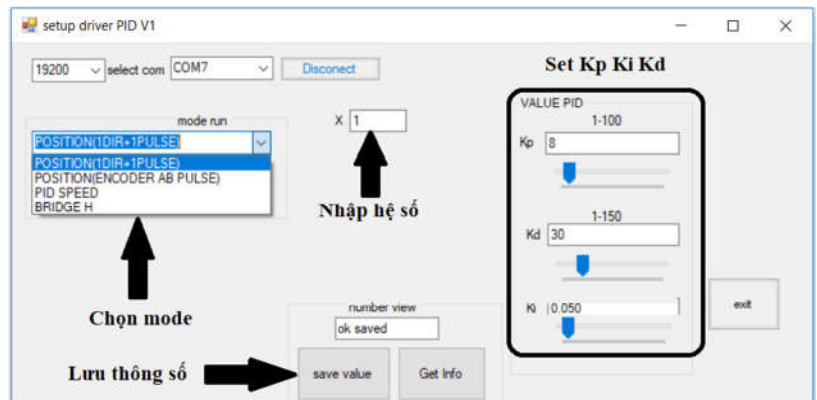 setup driver PID V1
19200 select com COM7 Disconect
Set Kp Ki Kd
mode run
POSITION(1DIR+1PULSE)
POSITION(1DIR+1PULSE)
POSITION(ENCODER AB PULSE)
PID SPEED
BRIDGE H
X 1
Nhập hệ số
Chọn mode
VALUE PID
1-100
Kp 8
1-150
Kd 30
Ki 0.050
exit
number view
ok saved
Lưu thông số
save value Get Info